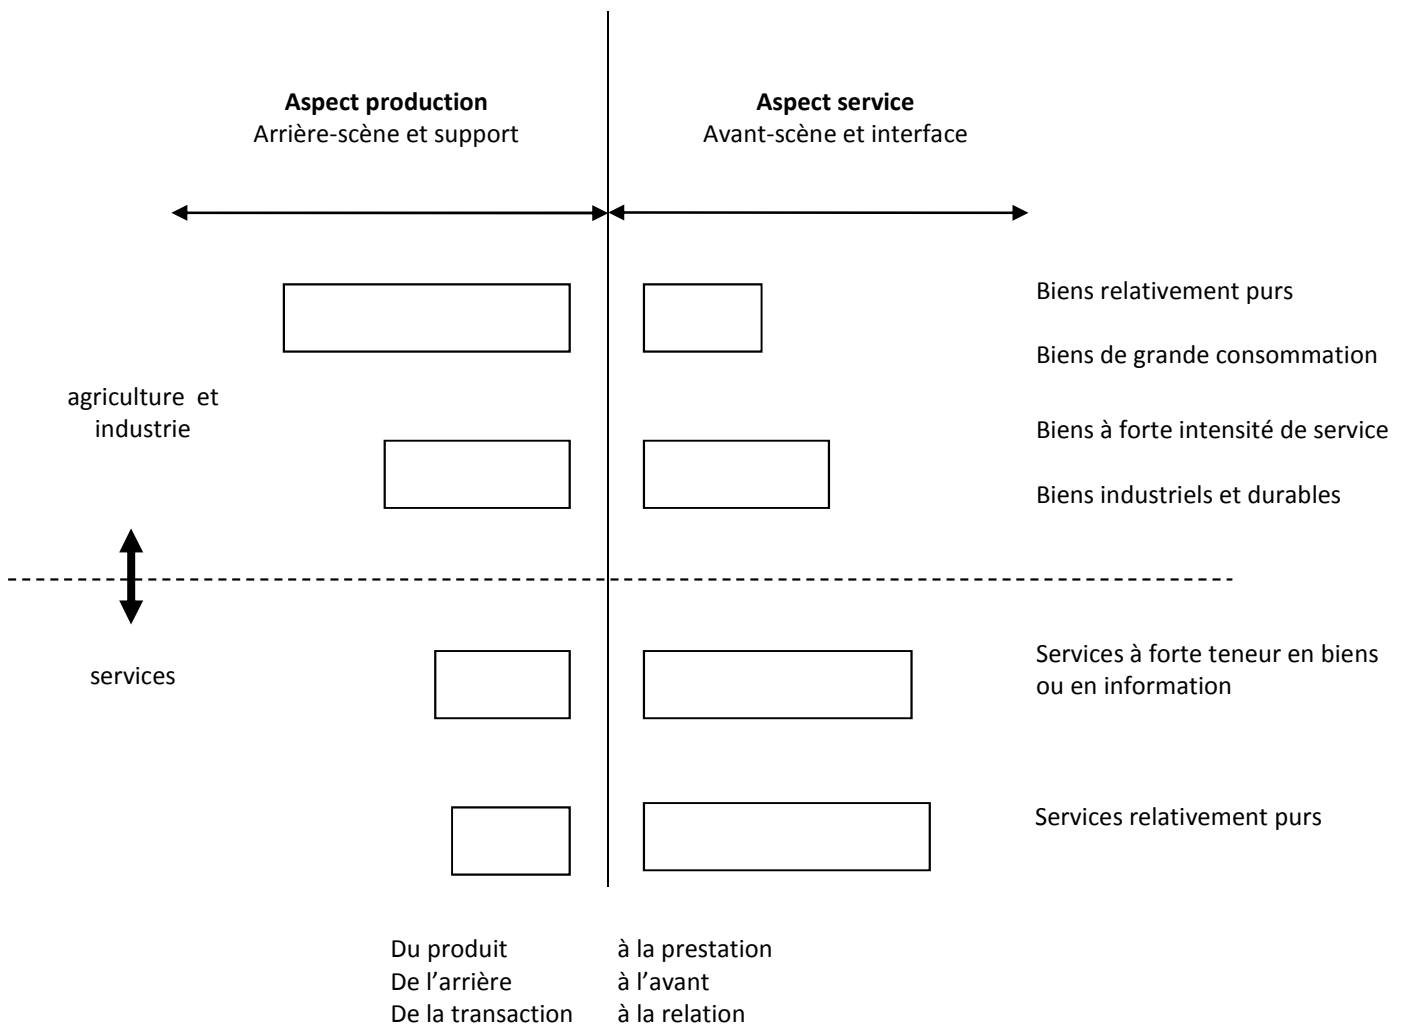 Aspect production
Arrière-scène et support
Aspect service
Avant-scène et interface
Biens relativement purs
Biens de grande consommation
agriculture et
industrie
Biens à forte intensité de service
Biens industriels et durables
services
Services à forte teneur en biens
ou en information
Services relativement purs
Du produit à la prestation
De l’arrière à l’avant
De la transaction à la relation